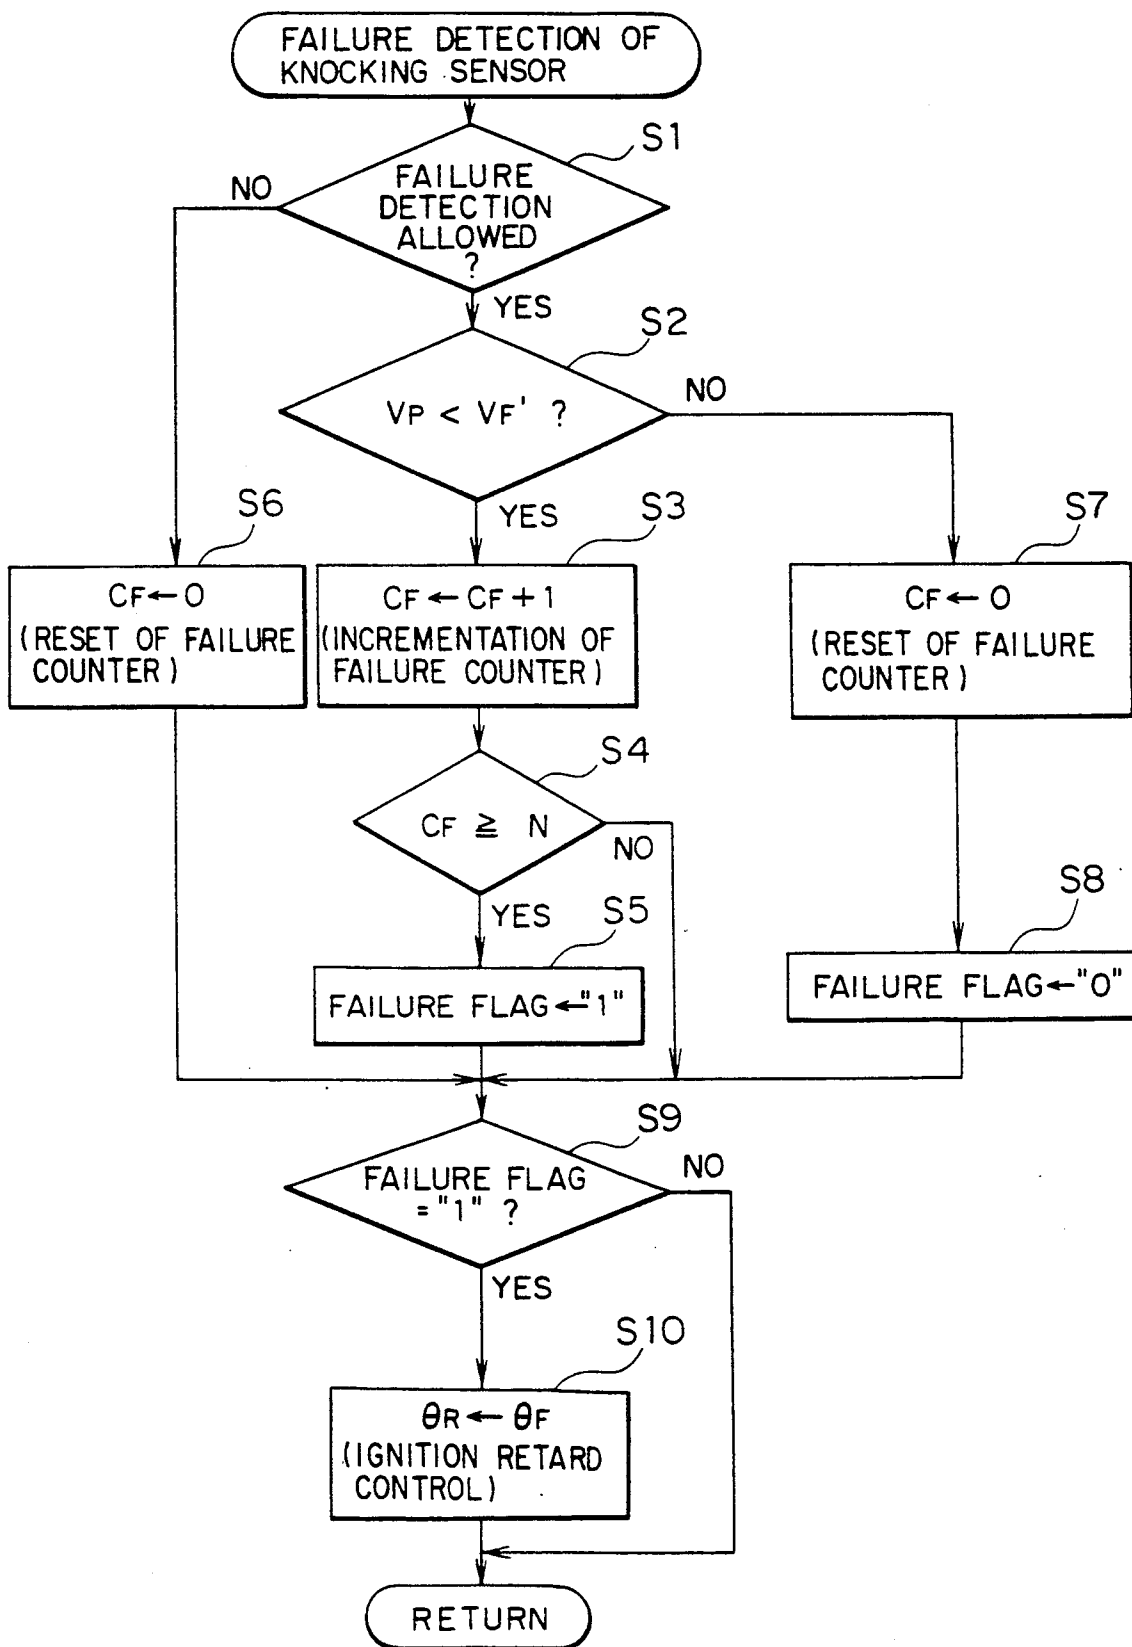 FAILURE DETECTION OF
KNOCKING SENSOR
S1
FAILURE
DETECTION
ALLOWED
?
NO
YES
S2
VP < VF' ?
NO
YES
S6
CF←0
(RESET OF FAILURE
COUNTER)
S3
CF←CF+1
(INCREMENTATION OF
FAILURE COUNTER)
S7
CF←0
(RESET OF FAILURE
COUNTER)
S4
CF ≧ N
NO
YES
S5
FAILURE FLAG←"1"
S8
FAILURE FLAG←"0"
S9
FAILURE FLAG
="1" ?
NO
YES
S10
θR←θF
(IGNITION RETARD
CONTROL)
RETURN